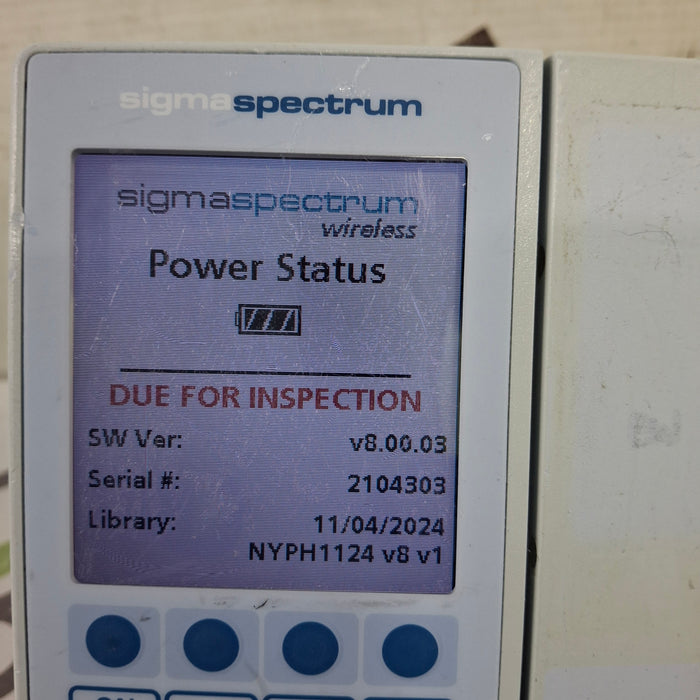 sigmaspectrum
sigmaspectrum
wireless
Power Status
DUE FOR INSPECTION
SW Ver: v8.00.03
Serial #: 2104303
Library: 11/04/2024
NYPH1124 v8 v1